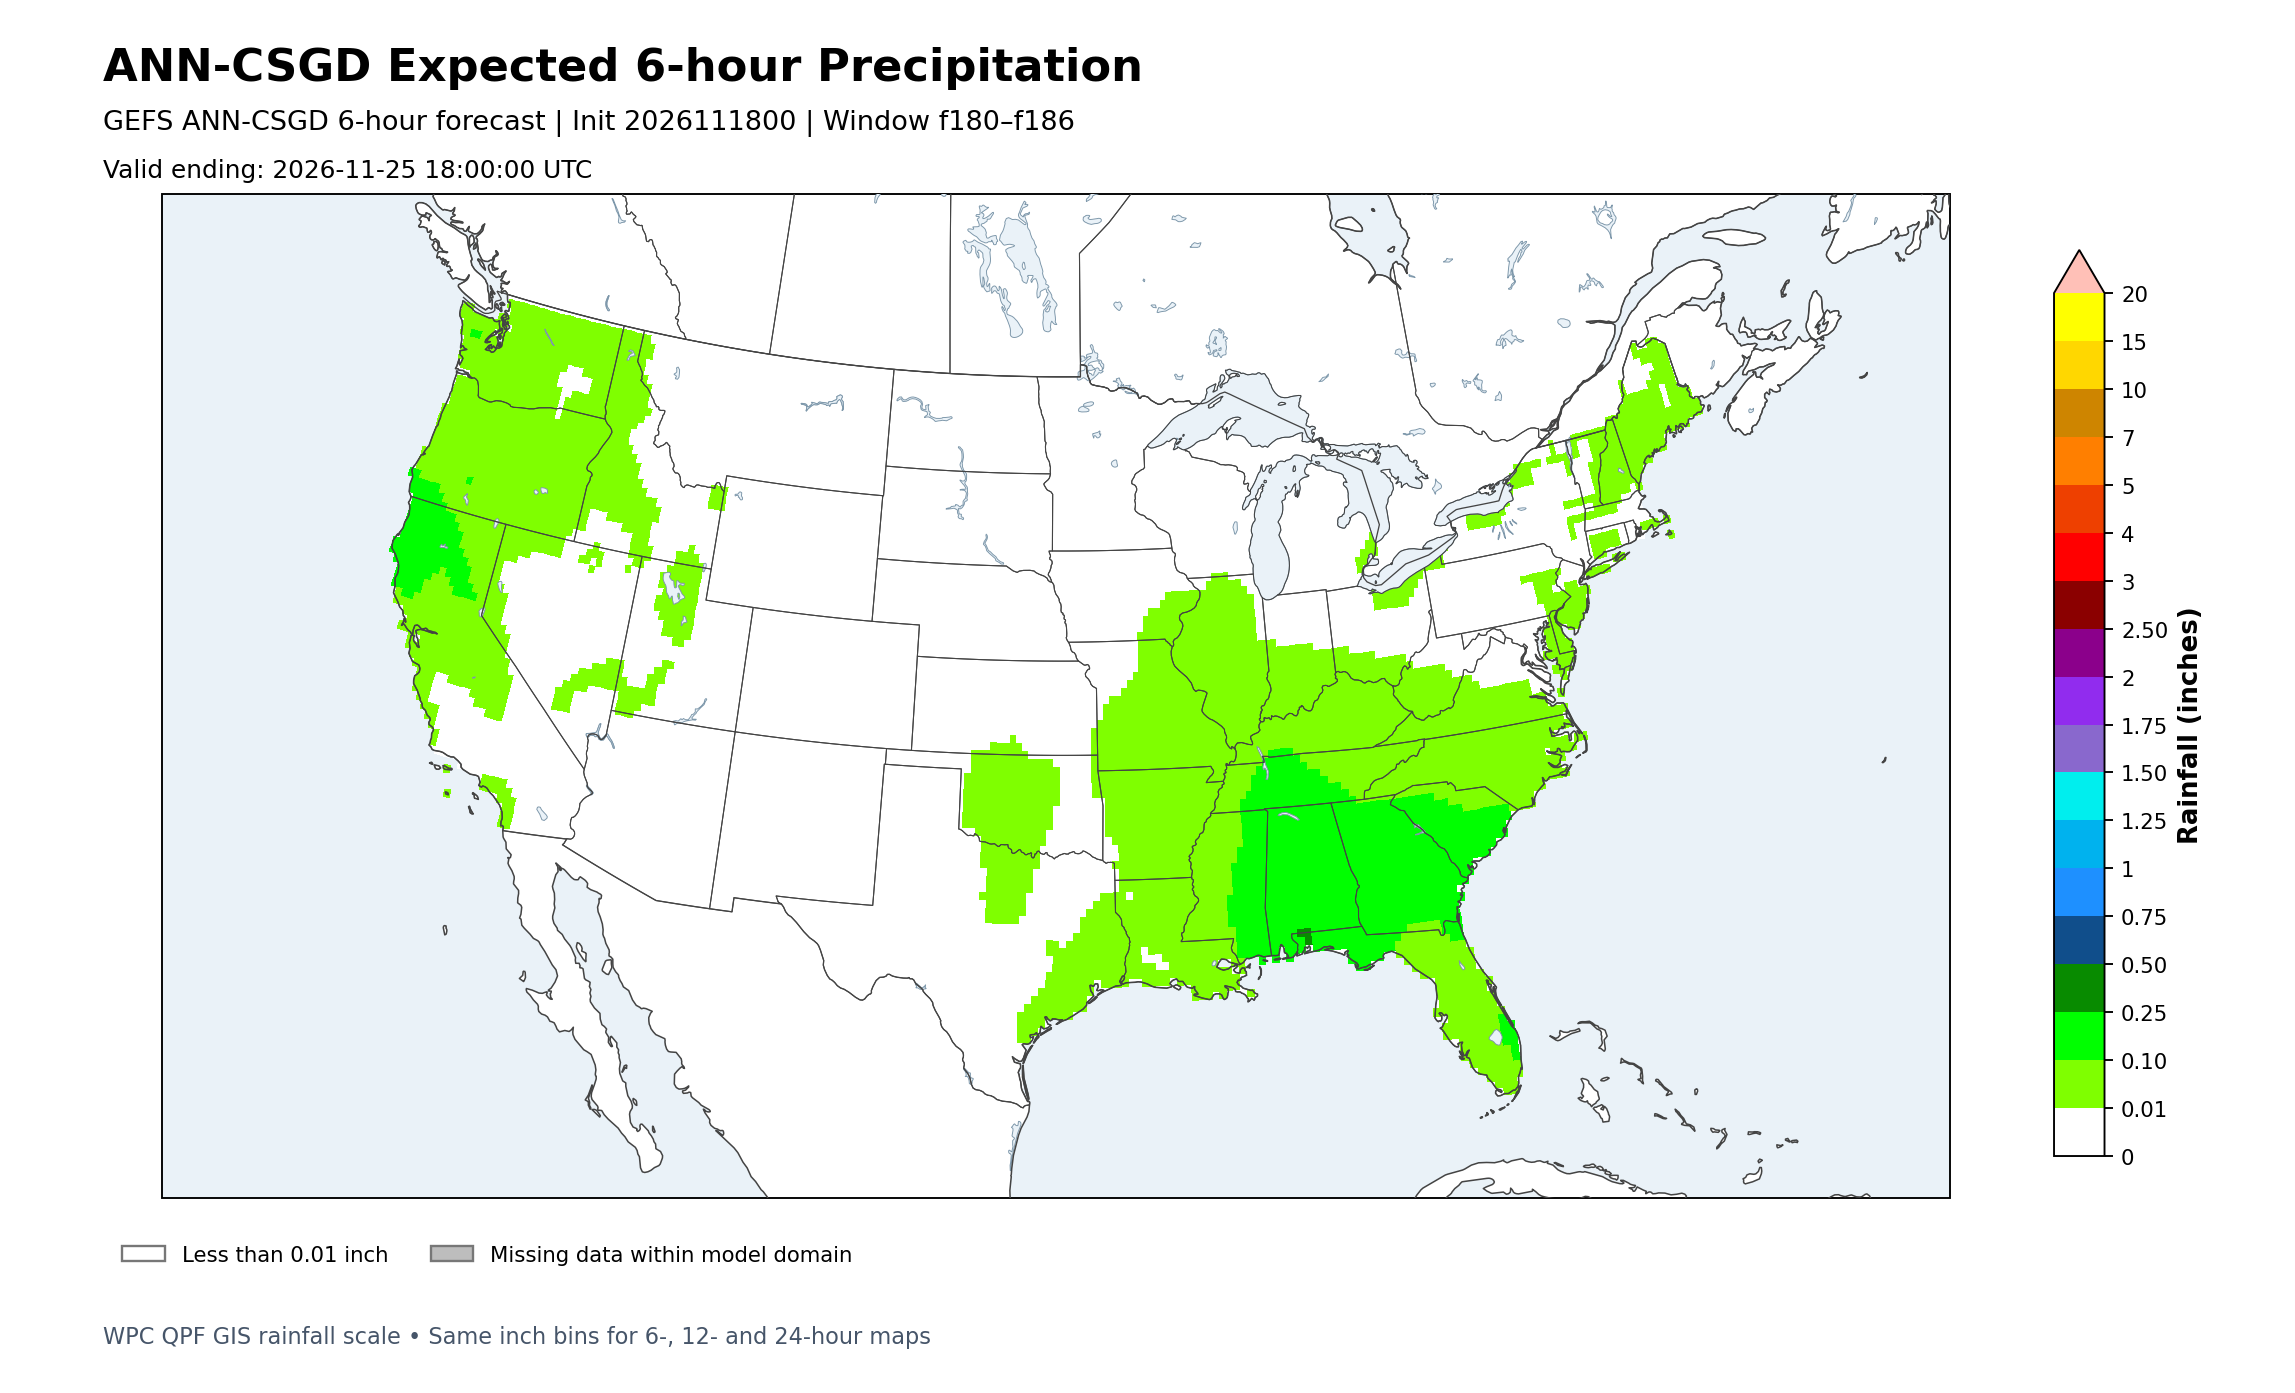 ANN-CSGD Expected 6-hour Precipitation
GEFS ANN-CSGD 6-hour forecast | Init 2026111800 | Window f180–f186
Valid ending: 2026-11-25 18:00:00 UTC
20
15
10
7
5
4
3
2.50
2
1.75
1.50
1.25
1
0.75
0.50
0.25
0.10
0.01
0
Rainfall (inches)
Less than 0.01 inch
Missing data within model domain
WPC QPF GIS rainfall scale • Same inch bins for 6-, 12- and 24-hour maps